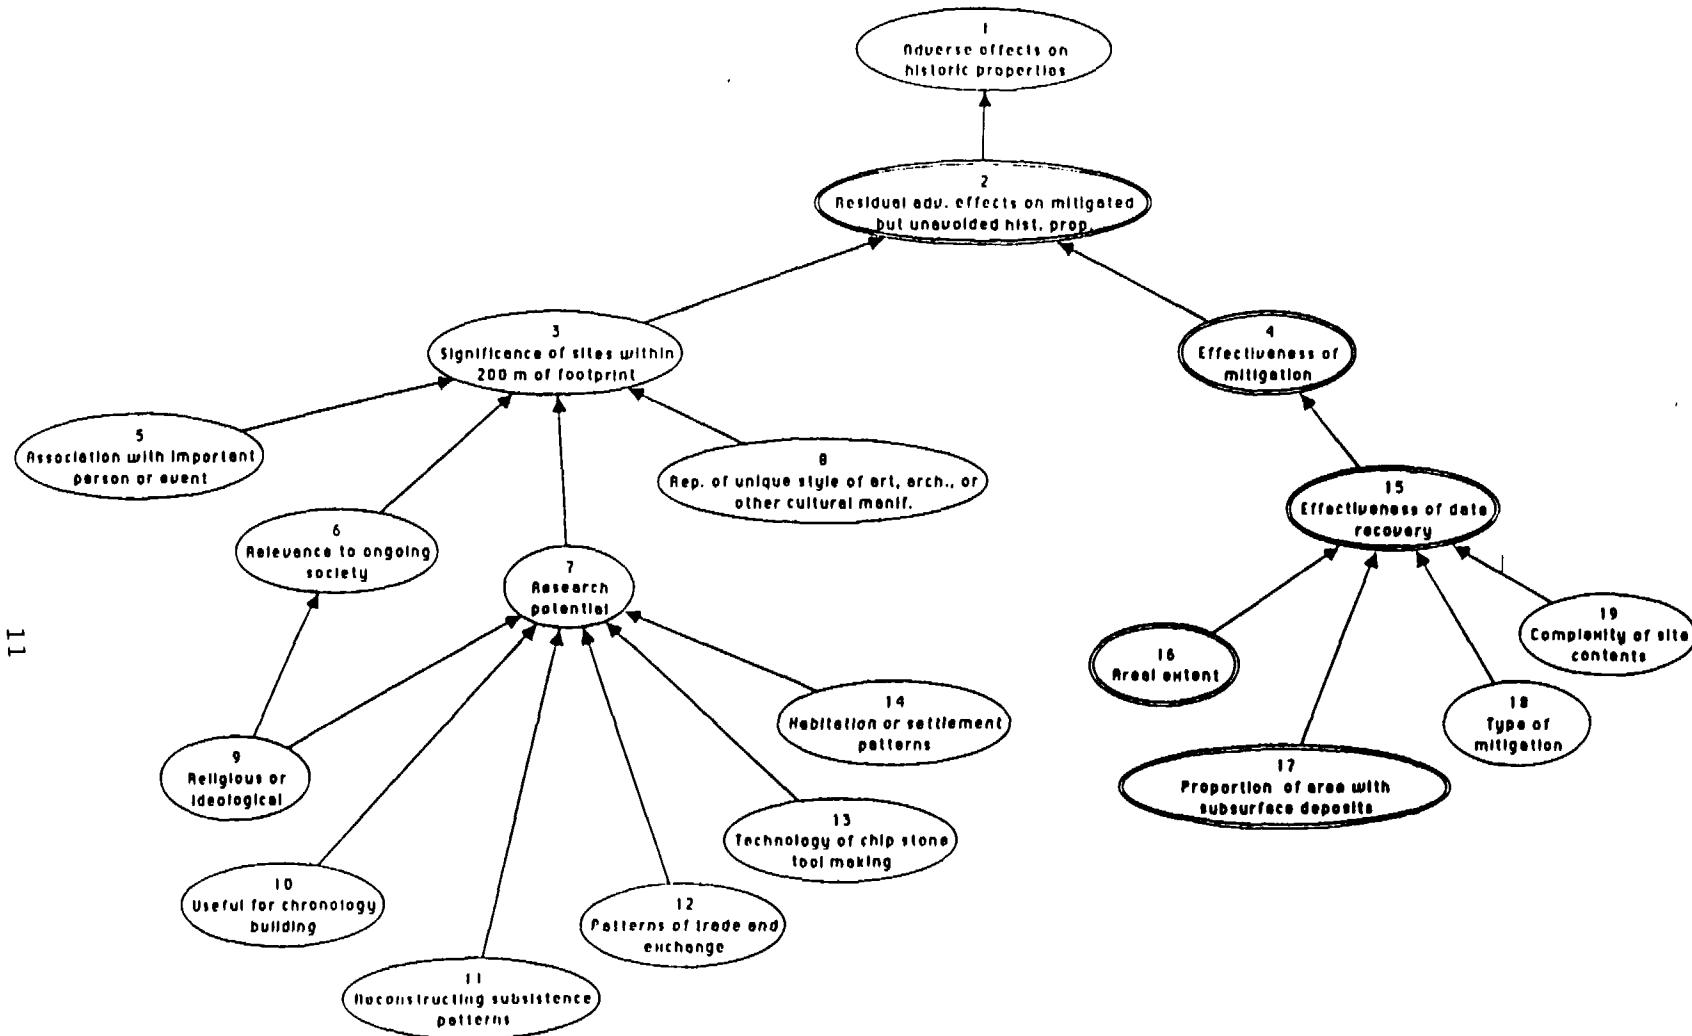 1
Adverse effects on
historic properties
2
Residual adv. effects on mitigated
but unavoided hist. prop.
3
Significance of sites within
200 m of footprint
4
Effectiveness of
mitigation
5
Association with important
person or event
6
Relevance to ongoing
society
7
Research
potential
8
Rep. of unique style of art, arch., or
other cultural manif.
15
Effectiveness of data
recovery
16
Areal extent
19
Complexity of site
contents
18
Type of
mitigation
17
Proportion of area with
subsurface deposits
14
Habitation or settlement
patterns
9
Religious or
ideological
13
Technology of chip stone
tool making
10
Useful for chronology
building
12
Patterns of trade and
exchange
11
Reconstructing subsistence
patterns
11